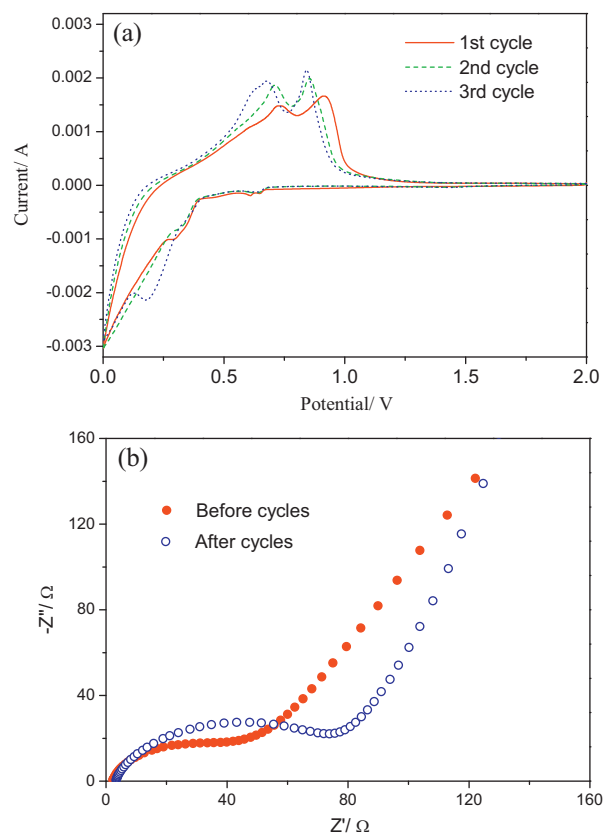 (a)
1st cycle
2nd cycle
3rd cycle
0.003
0.002
0.001
0.000
-0.001
-0.002
-0.003
Current/ A
0.0 0.5 1.0 1.5 2.0
Potential/ V
(b)
Before cycles
After cycles
160
120
80
40
0
-Z"/ Ω
0 40 80 120 160
Z'/ Ω